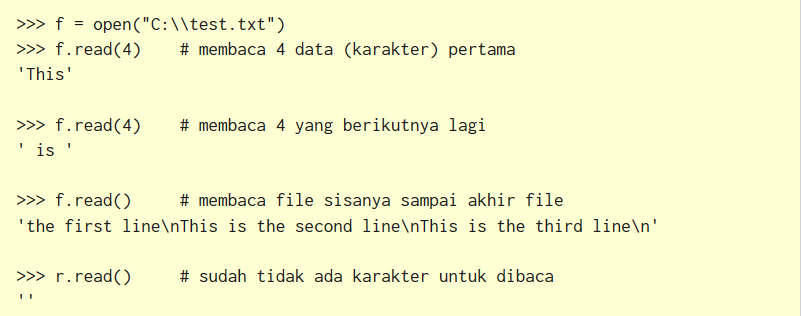 >>> f = open("C:\\test.txt")
>>> f.read(4)    # membaca 4 data (karakter) pertama
'This'
>>> f.read(4)    # membaca 4 yang berikutnya lagi
' is '
>>> f.read()     # membaca file sisanya sampai akhir file
'the first line\nThis is the second line\nThis is the third line\n'
>>> r.read()     # sudah tidak ada karakter untuk dibaca
''